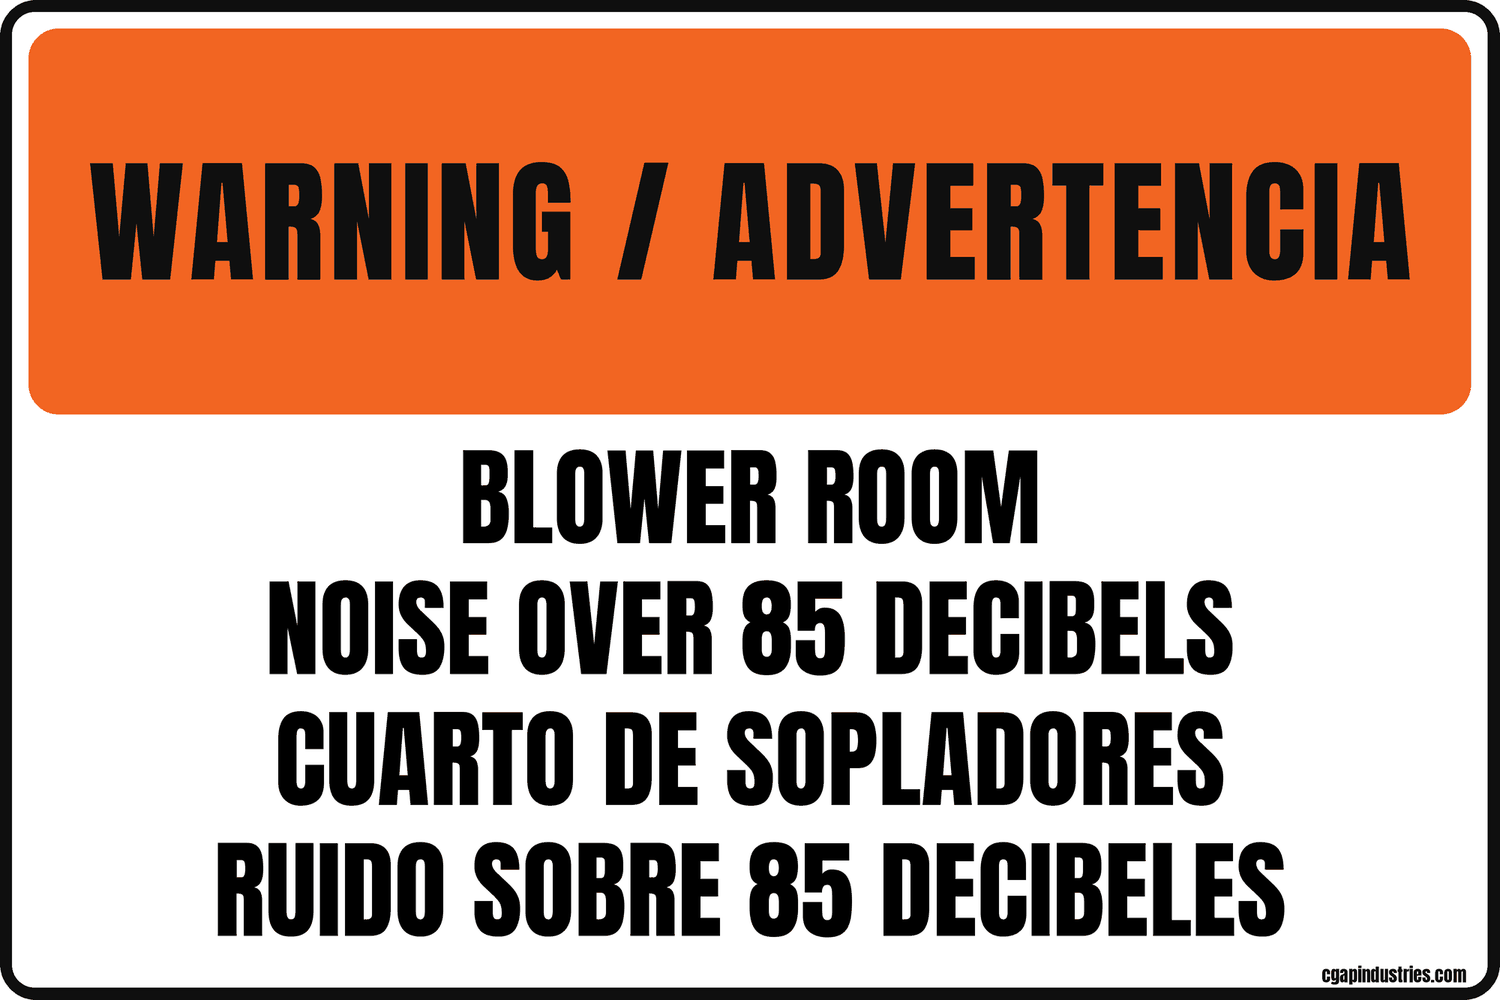 WARNING / ADVERTENCIA
BLOWER ROOM
NOISE OVER 85 DECIBELS
CUARTO DE SOPLADORES
RUIDO SOBRE 85 DECIBELES
cgapindustries.com